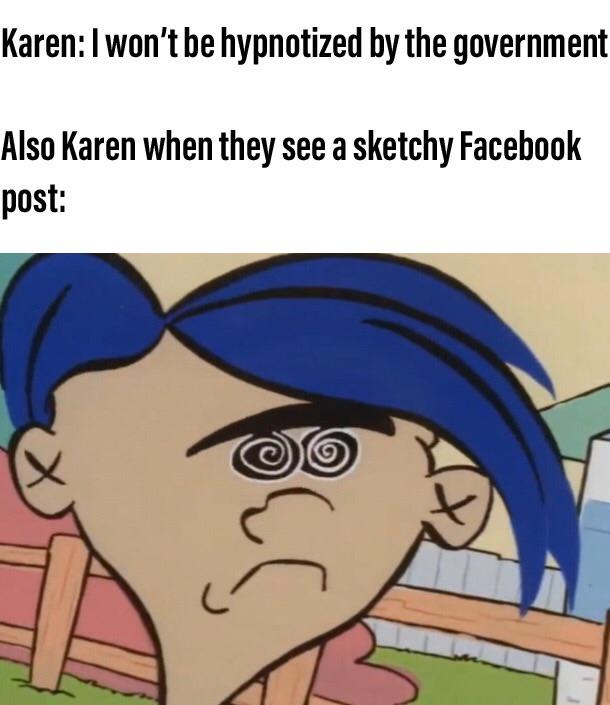 Karen: I won't be hypnotized by the government
Also Karen when they see a sketchy Facebook
post: